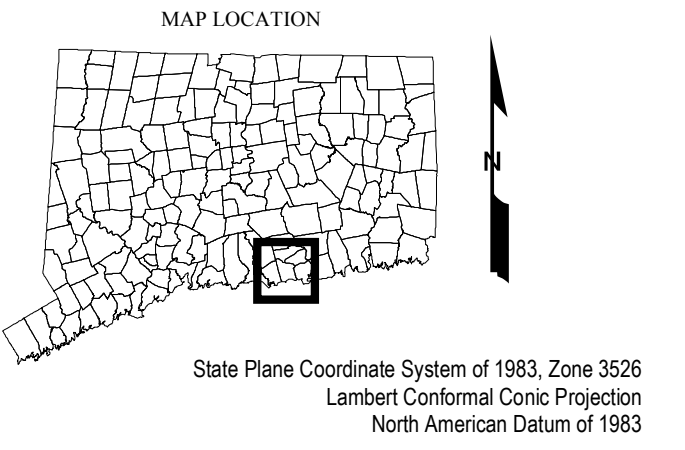 MAP LOCATION
N
State Plane Coordinate System of 1983, Zone 3526
Lambert Conformal Conic Projection
North American Datum of 1983